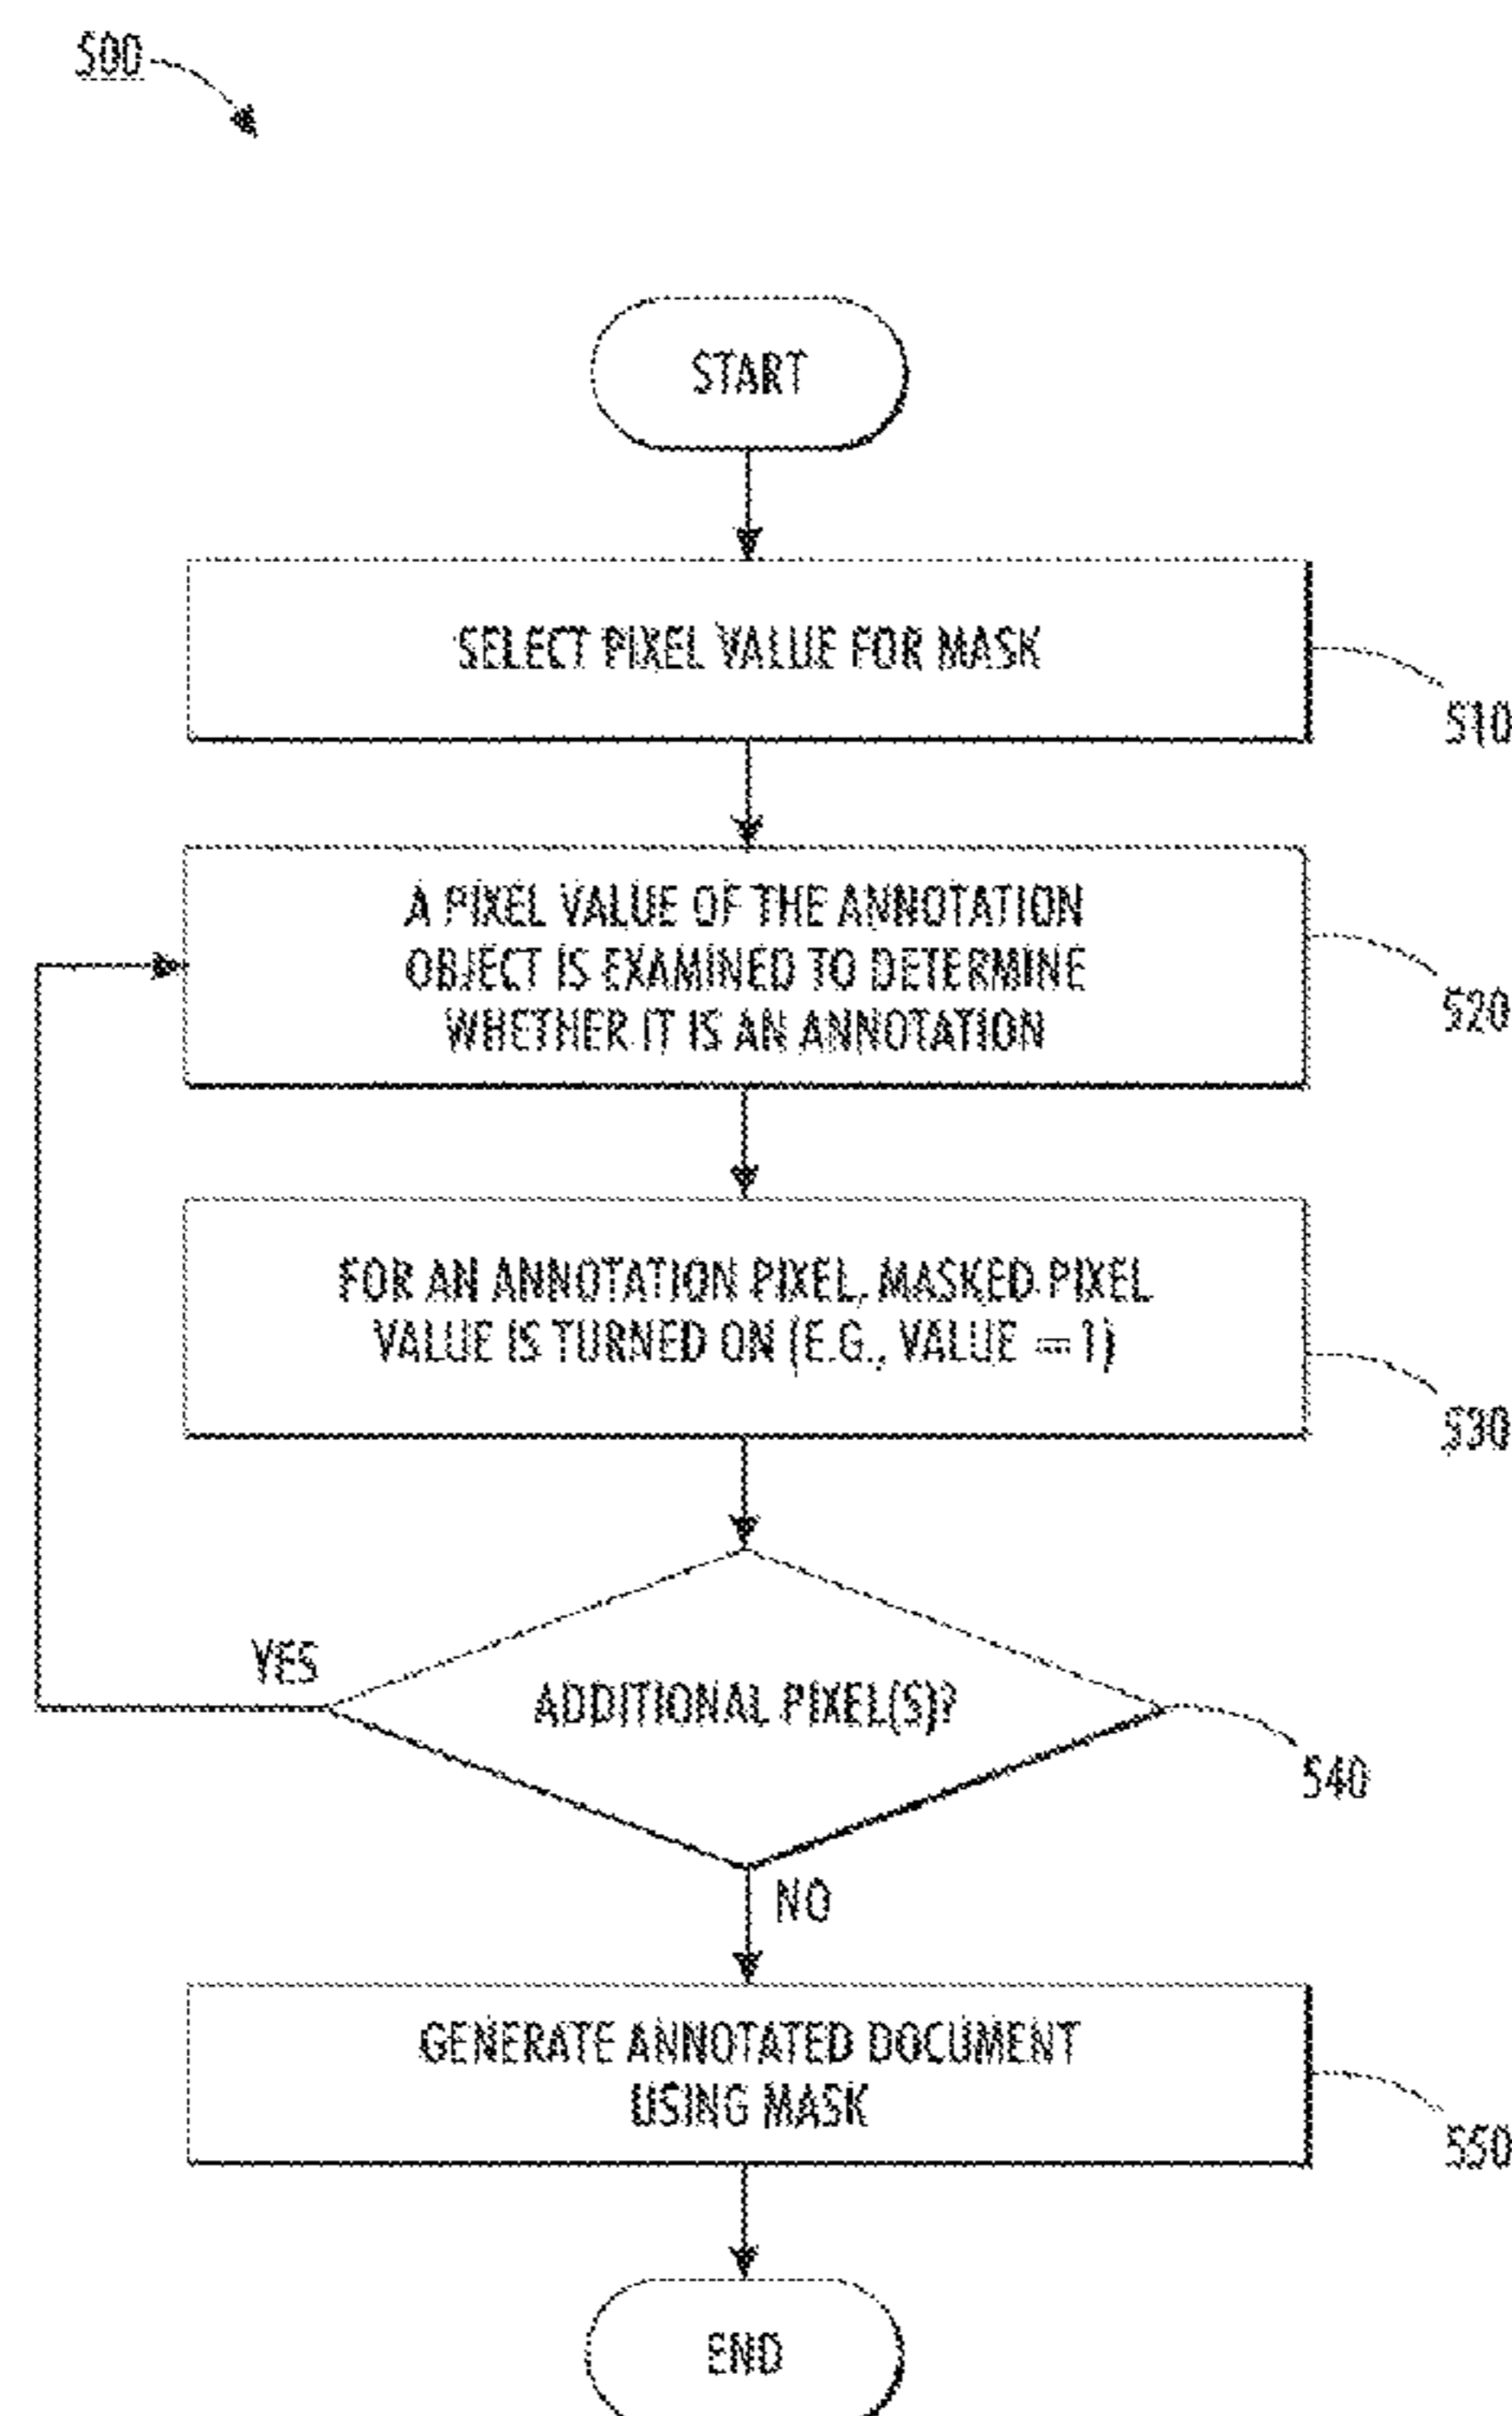 500
START
SELECT PIXEL VALUE FOR MASK
510
A PIXEL VALUE OF THE ANNOTATION
OBJECT IS EXAMINED TO DETERMINE
WHETHER IT IS AN ANNOTATION
520
FOR AN ANNOTATION PIXEL, MASKED PIXEL
VALUE IS TURNED ON (E.G., VALUE =1)
530
ADDITIONAL PIXEL(S)?
YES
540
NO
GENERATE ANNOTATED DOCUMENT
USING MASK
550
END